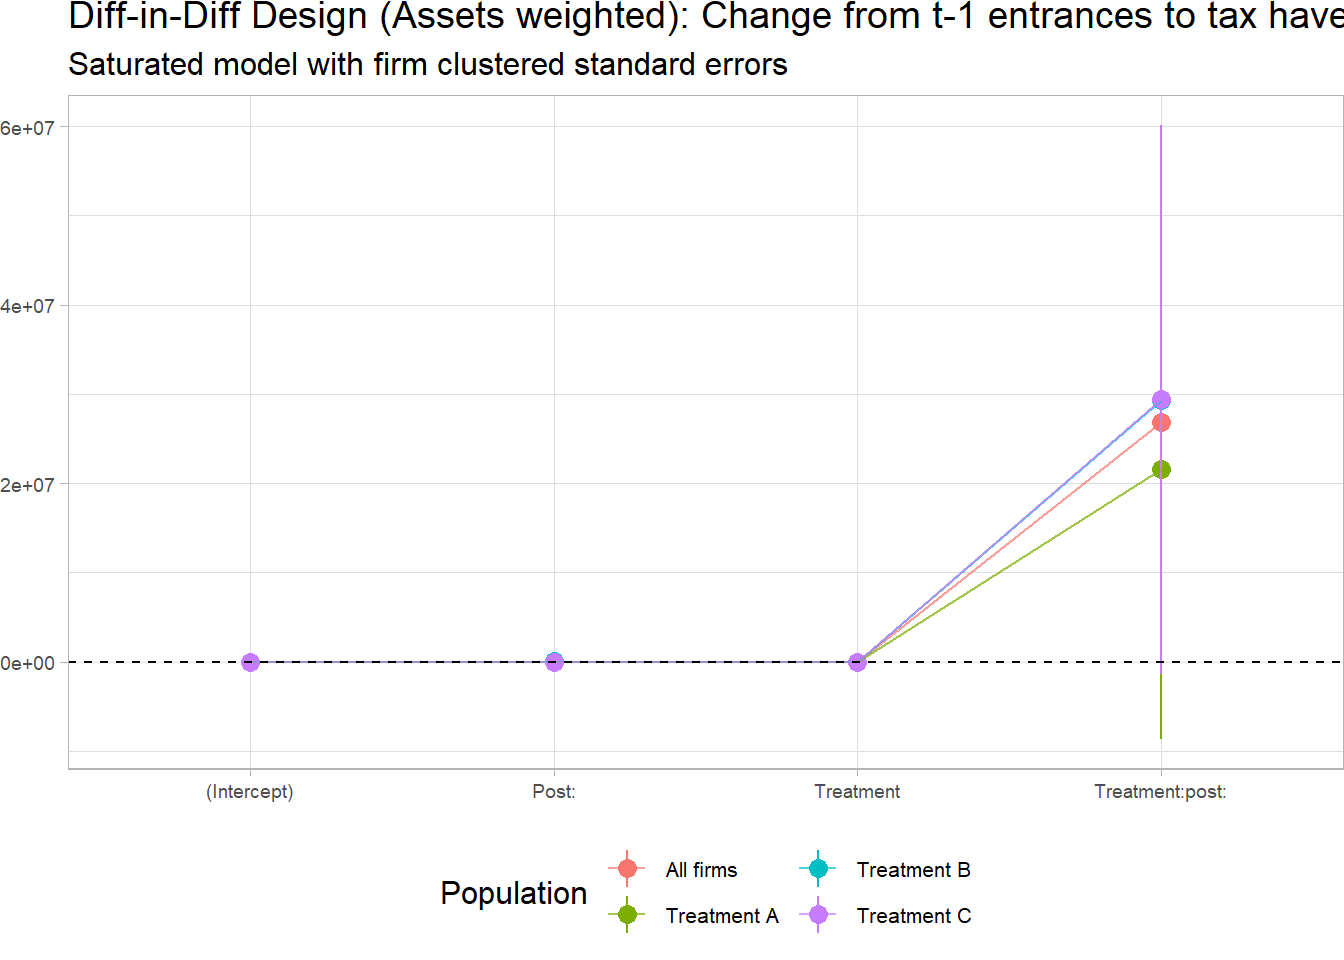 Diff-in-Diff Design (Assets weighted): Change from t-1 entrances to tax have
Saturated model with firm clustered standard errors
6e+07
4e+07
2e+07
0e+00
(Intercept) Post: Treatment Treatment:post:
Population
All firms Treatment B
Treatment A Treatment C